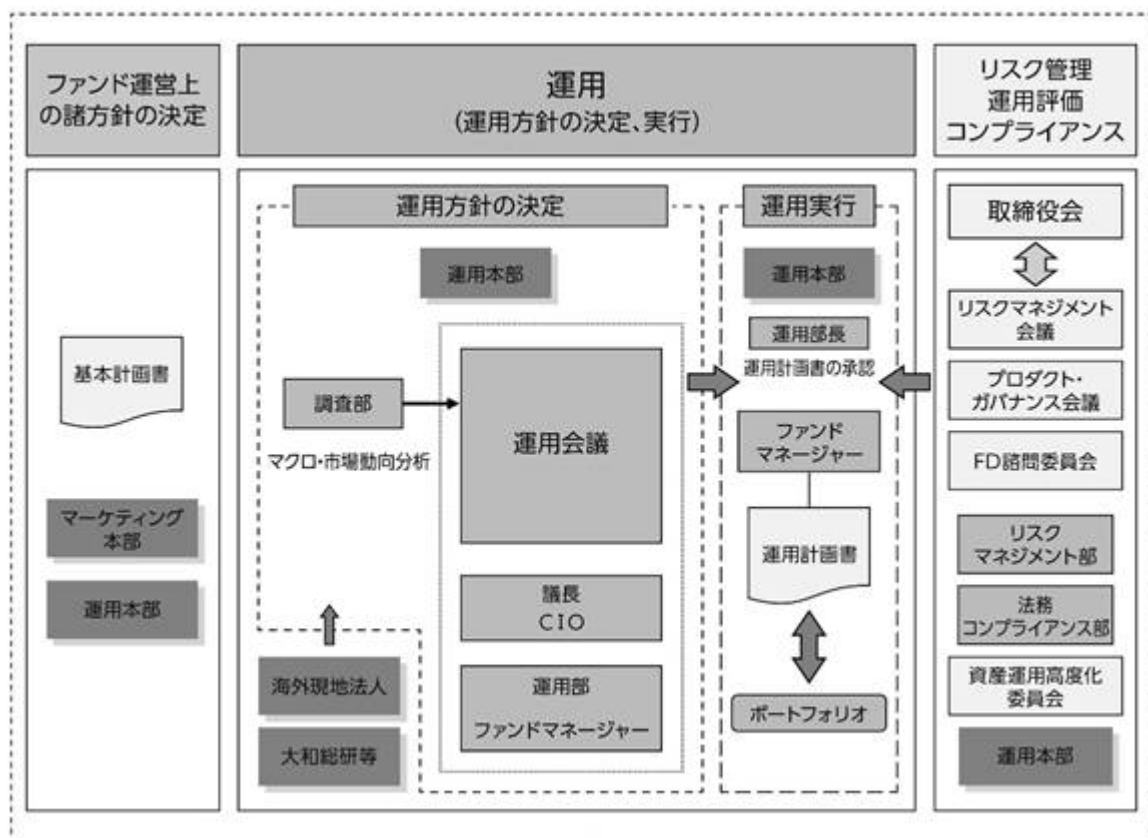 ファンド運営上
の諸方針の決定
運用
(運用方針の決定、実行)
リスク管理
運用評価
コンプライアンス
基本計画書
マーケティング
本部
運用本部
運用方針の決定
運用本部
調査部
マクロ・市場動向分析
運用会議
議長
CIO
運用部
ファンドマネージャー
海外現地法人
大和総研等
運用実行
運用本部
運用部長
運用計画書の承認
ファンド
マネージャー
運用計画書
ポートフォリオ
取締役会
リスクマネジメント
会議
プロダクト・
ガバナンス会議
FD諮問委員会
リスク
マネジメント部
法務
コンプライアンス部
資産運用高度化
委員会
運用本部